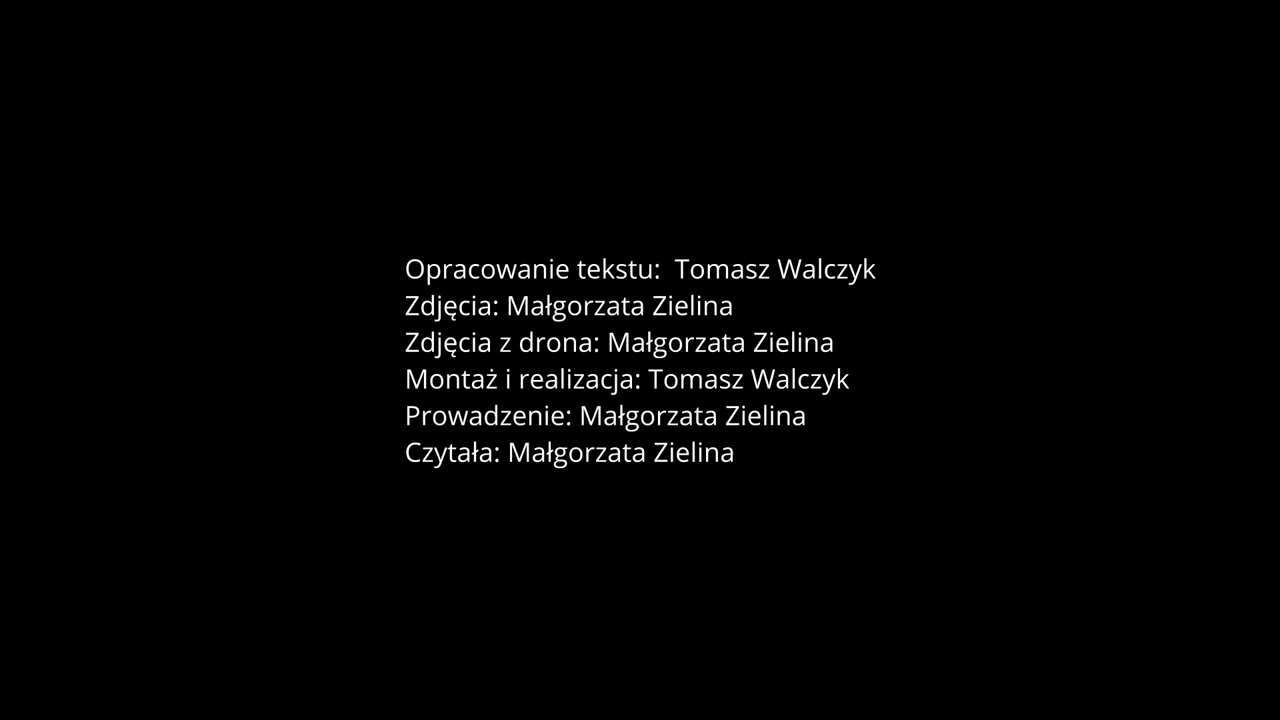 Opracowanie tekstu:  Tomasz Walczyk
Zdjęcia: Małgorzata Zielina
Zdjęcia z drona: Małgorzata Zielina
Montaż i realizacja: Tomasz Walczyk
Prowadzenie: Małgorzata Zielina
Czytała: Małgorzata Zielina